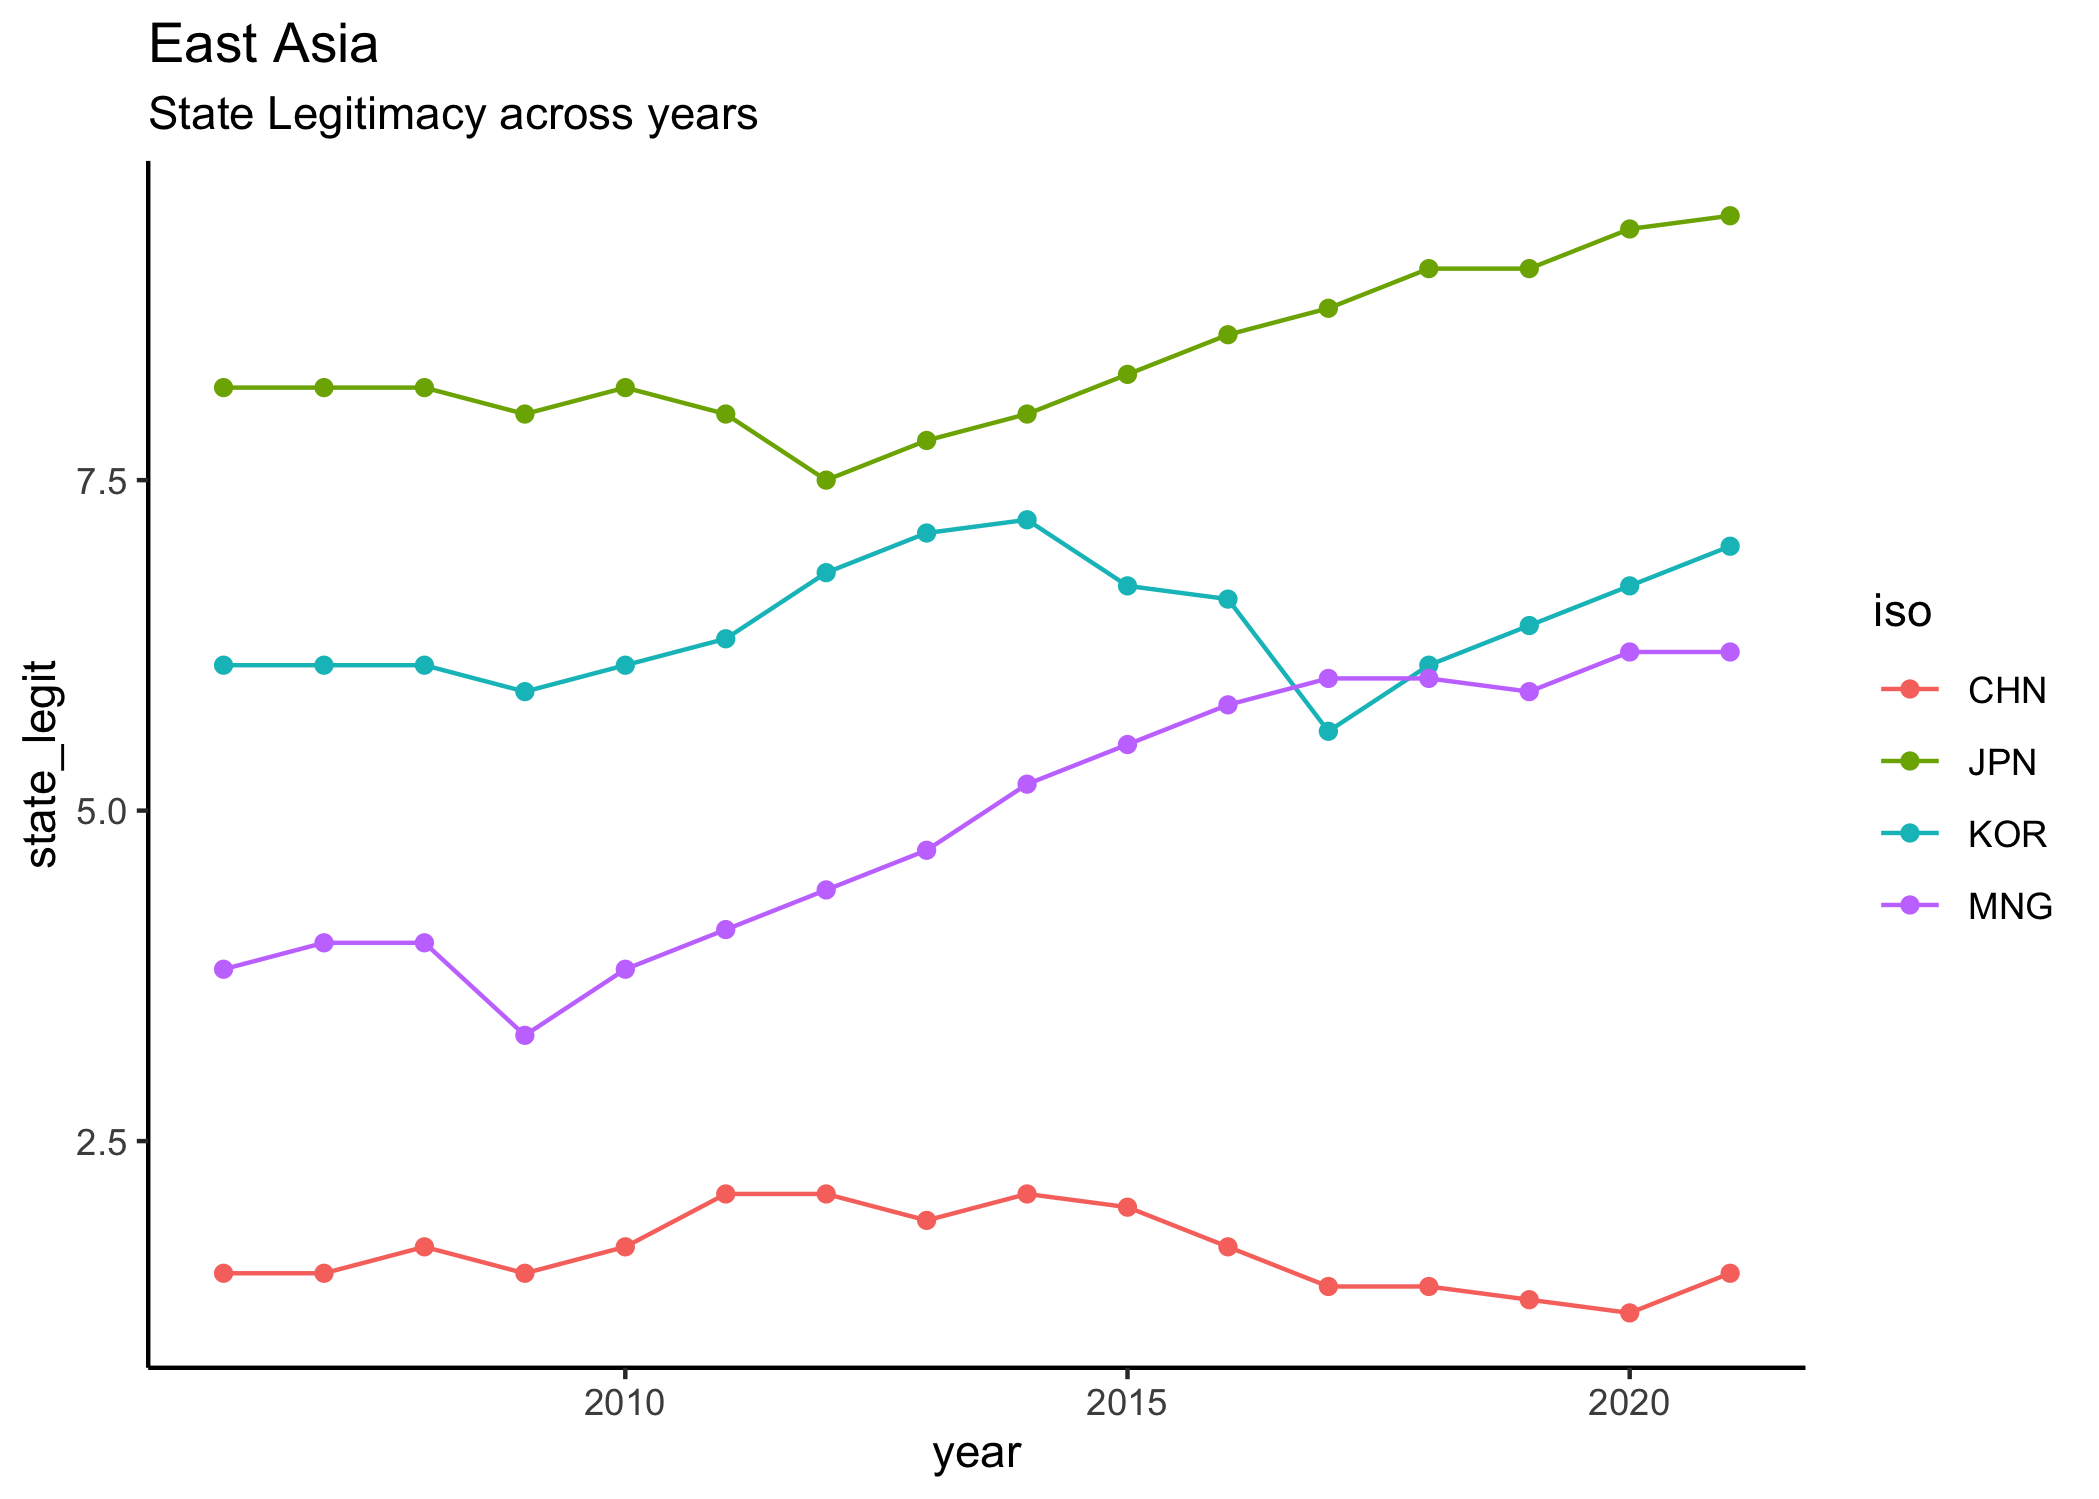 East Asia
State Legitimacy across years
state_legit
7.5
5.0
2.5
2010
2015
2020
year
iso
CHN
JPN
KOR
MNG